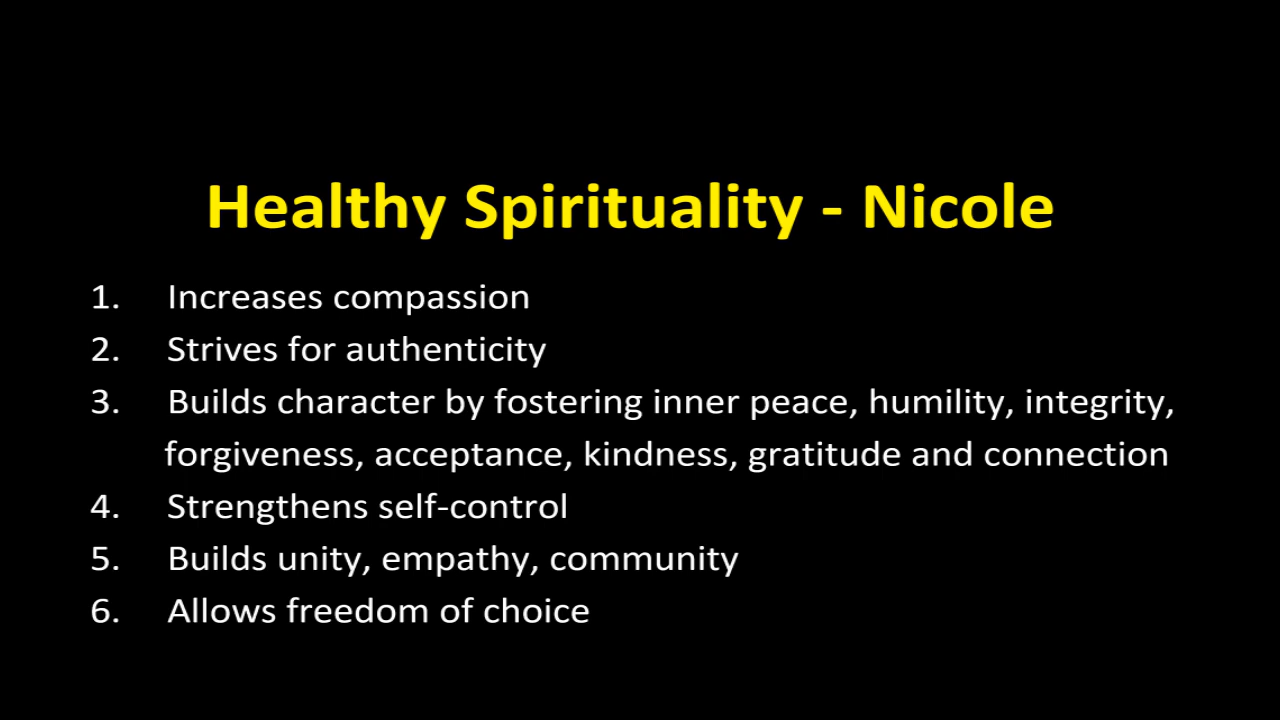 Healthy Spirituality - Nicole
1. Increases compassion
2. Strives for authenticity
3. Builds character by fostering inner peace, humility, integrity,
forgiveness, acceptance, kindness, gratitude and connection
4. Strengthens self-control
5. Builds unity, empathy, community
6. Allows freedom of choice